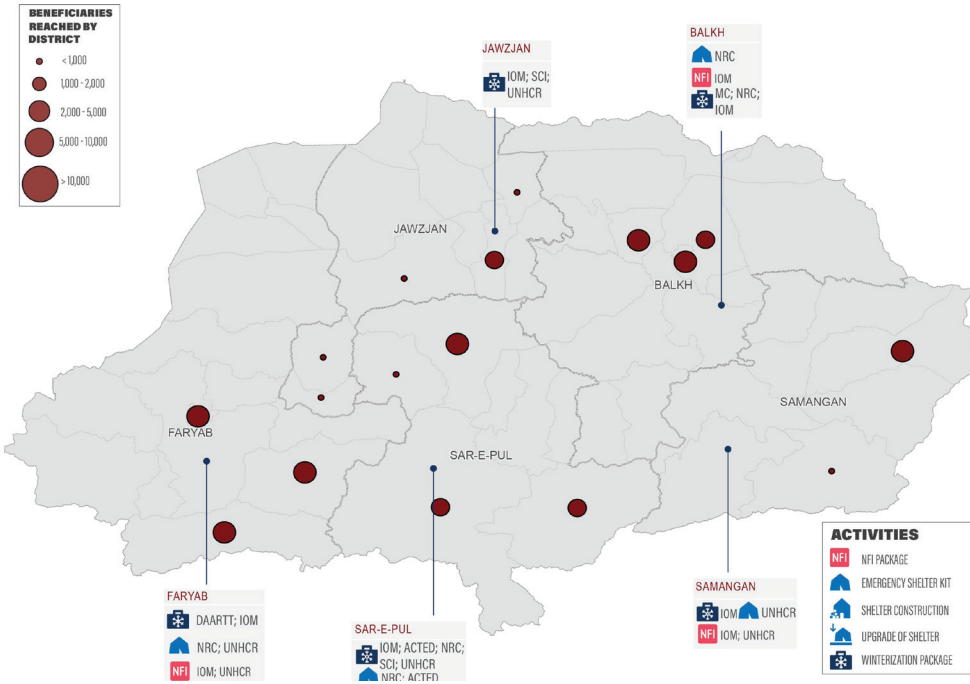 BENEFICIARIES
REACHED BY
DISTRICT
< 1,000
1,000 - 2,000
2,000 - 5,000
5,000 - 10,000
> 10,000
JAWZJAN
IOM; SCI;
UNHCR
BALKH
NRC
NFI IOM
MC; NRC;
IOM
JAWZJAN
BALKH
SAMANGAN
FARYAB
SAR-E-PUL
FARYAB
DAARTT; IOM
NRC; UNHCR
NFI IOM; UNHCR
SAR-E-PUL
IOM; ACTED; NRC;
SCI; UNHCR
NRC; ACTED
SAMANGAN
IOM UNHCR
NFI IOM; UNHCR
ACTIVITIES
NFI NFI PACKAGE
EMERGENCY SHELTER KIT
SHELTER CONSTRUCTION
UPGRADE OF SHELTER
WINTERIZATION PACKAGE